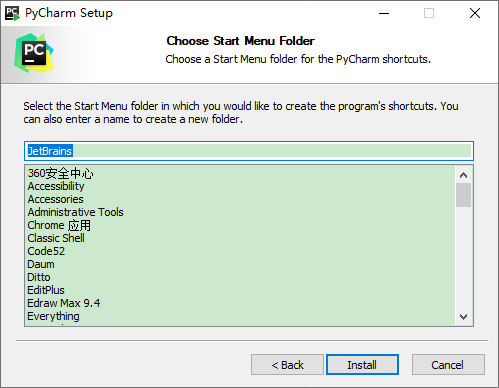 PyCharm Setup
PC
Choose Start Menu Folder
Choose a Start Menu folder for the PyCharm shortcuts.
Select the Start Menu folder in which you would like to create the program's shortcuts. You
can also enter a name to create a new folder.
JetBrains
360安全中心
Accessibility
Accessories
Administrative Tools
Chrome 应用
Classic Shell
Code52
Daum
Ditto
EditPlus
Edraw Max 9.4
Everything
< Back
Install
Cancel